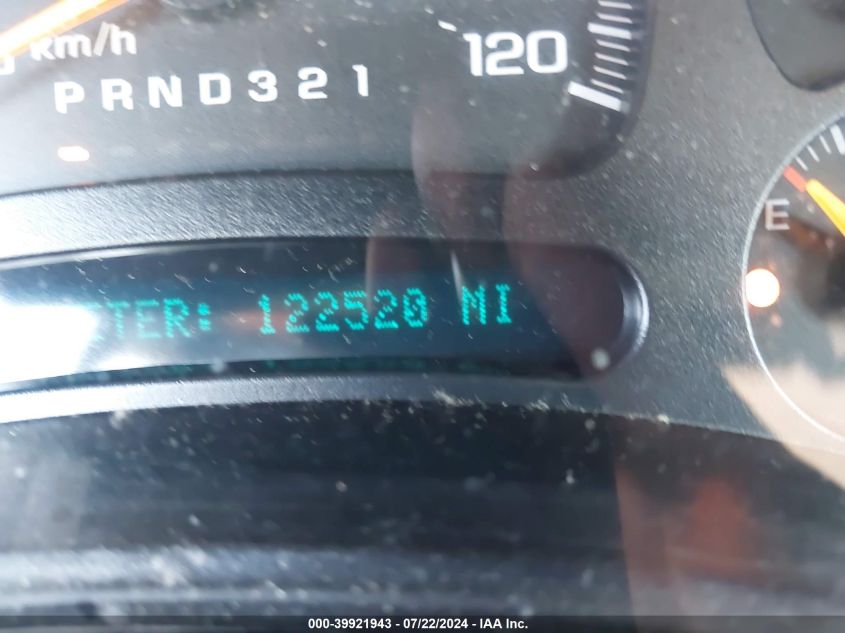 km/h
120
PRND321
E
TER: 122520 MI
000-39921943 / 07/22/2024 - IAA Inc.